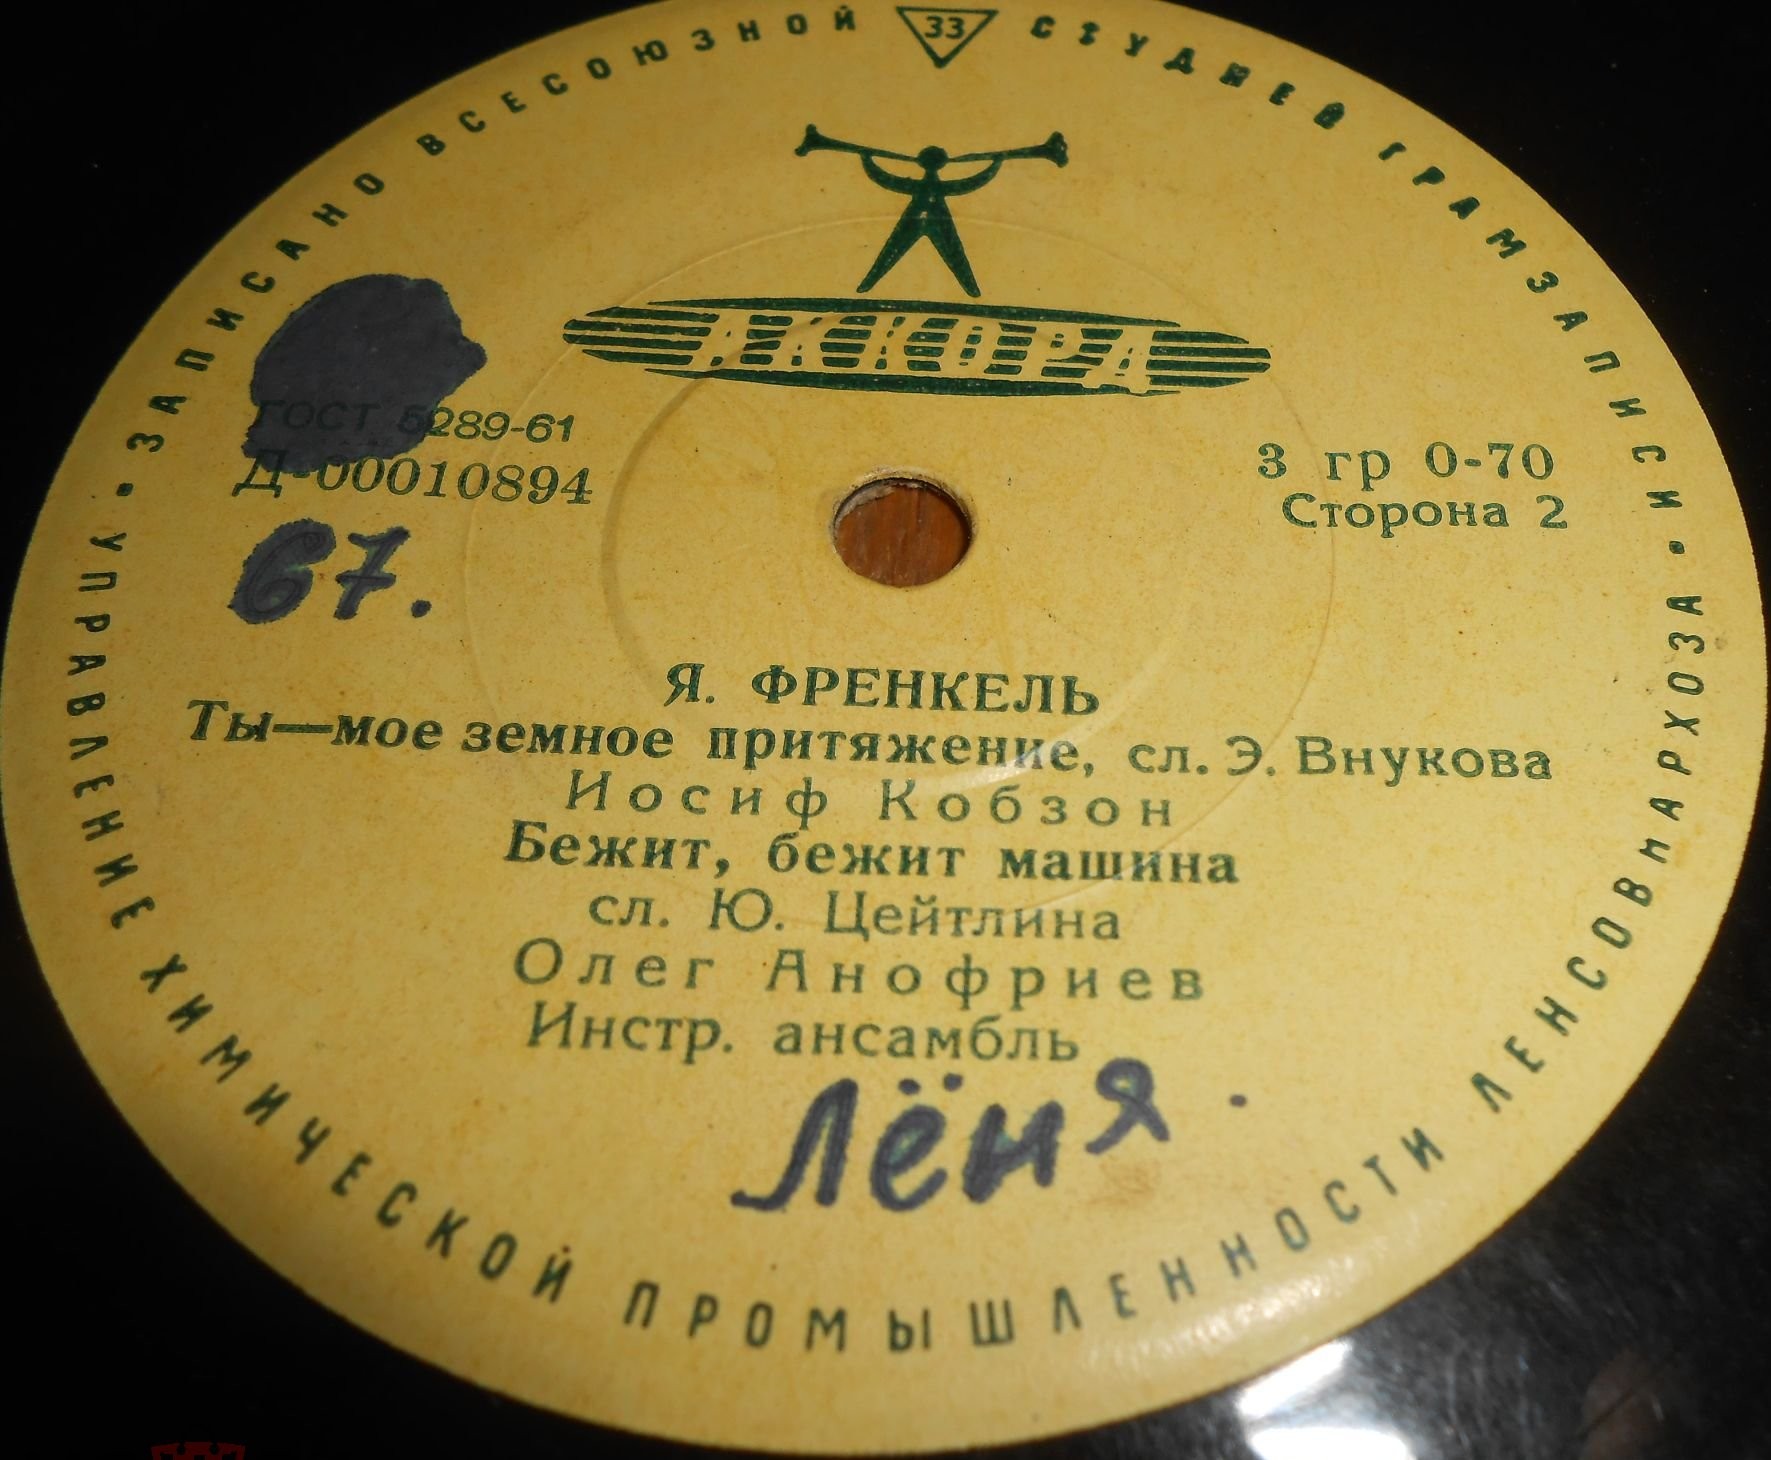 • ЗАПИСАНО ВСЕСОЮЗНОЙ 33 СТУДИЕЙ ГРАМЗАПИСИ •
АККОРД
ГОСТ 5289-61
Д-00010894
3 гр 0-70
Сторона 2
67.
Я. ФРЕНКЕЛЬ
Ты—мое земное притяжение, сл. Э. Внукова
Иосиф Кобзон
Бежит, бежит машина
сл. Ю. Цейтлина
Олег Анофриев
Инстр. ансамбль
Лёня.
УПРАВЛЕНИЕ ХИМИЧЕСКОЙ ПРОМЫШЛЕННОСТИ ЛЕНСОВНАРХОЗА